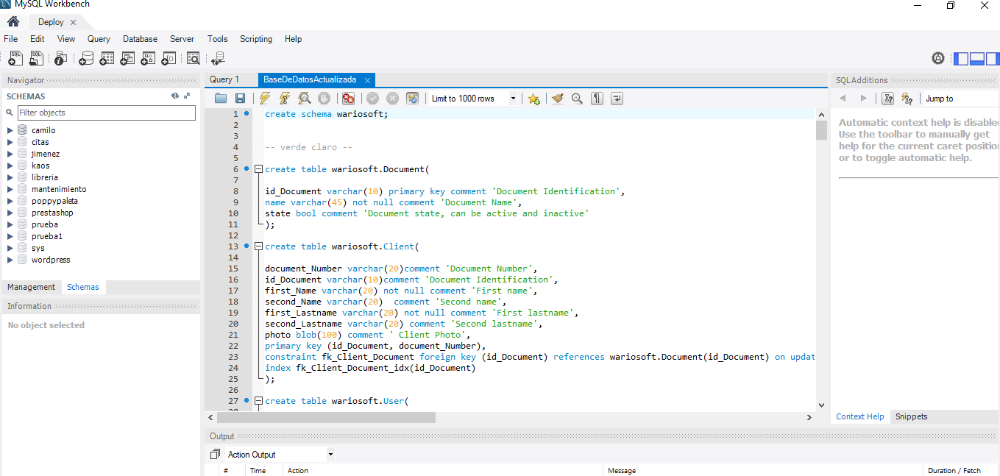 MySQL Workbench
Deploy
File Edit View Query Database Server Tools Scripting Help
Navigator
SCHEMAS
Filter objects
camilo
citas
jimenez
kaos
libreria
mantenimiento
poppypaleta
prestashop
prueba
prueba1
sys
wordpress
Management Schemas
Information
No object selected
Query 1 BaseDeDatosActualizada
Limit to 1000 rows
1 create schema wariosoft;
2
3
4 -- verde claro --
5
6 create table wariosoft.Document(
7
8 id_Document varchar(10) primary key comment 'Document Identification',
9 name varchar(45) not null comment 'Document Name',
10 state bool comment 'Document state, can be active and inactive'
11 );
12
13 create table wariosoft.Client(
14
15 document_Number varchar(20)comment 'Document Number',
16 id_Document varchar(10)comment 'Document Identification',
17 first_Name varchar(20) not null comment 'First name',
18 second_Name varchar(20)  comment 'Second name',
19 first_Lastname varchar(20) not null comment 'First lastname',
20 second_Lastname varchar(20) comment 'Second lastname',
21 photo blob(100) comment ' Client Photo',
22 primary key (id_Document, document_Number),
23 constraint fk_Client_Document foreign key (id_Document) references wariosoft.Document(id_Document) on updat
24 index fk_Client_Document_idx(id_Document)
25 );
26
27 create table wariosoft.User(
28
SQLAdditions
Jump to
Automatic context help is disable
Use the toolbar to manually get
help for the current caret position
or to toggle automatic help.
Context Help Snippets
Output
Action Output
# Time Action Message Duration / Fetch